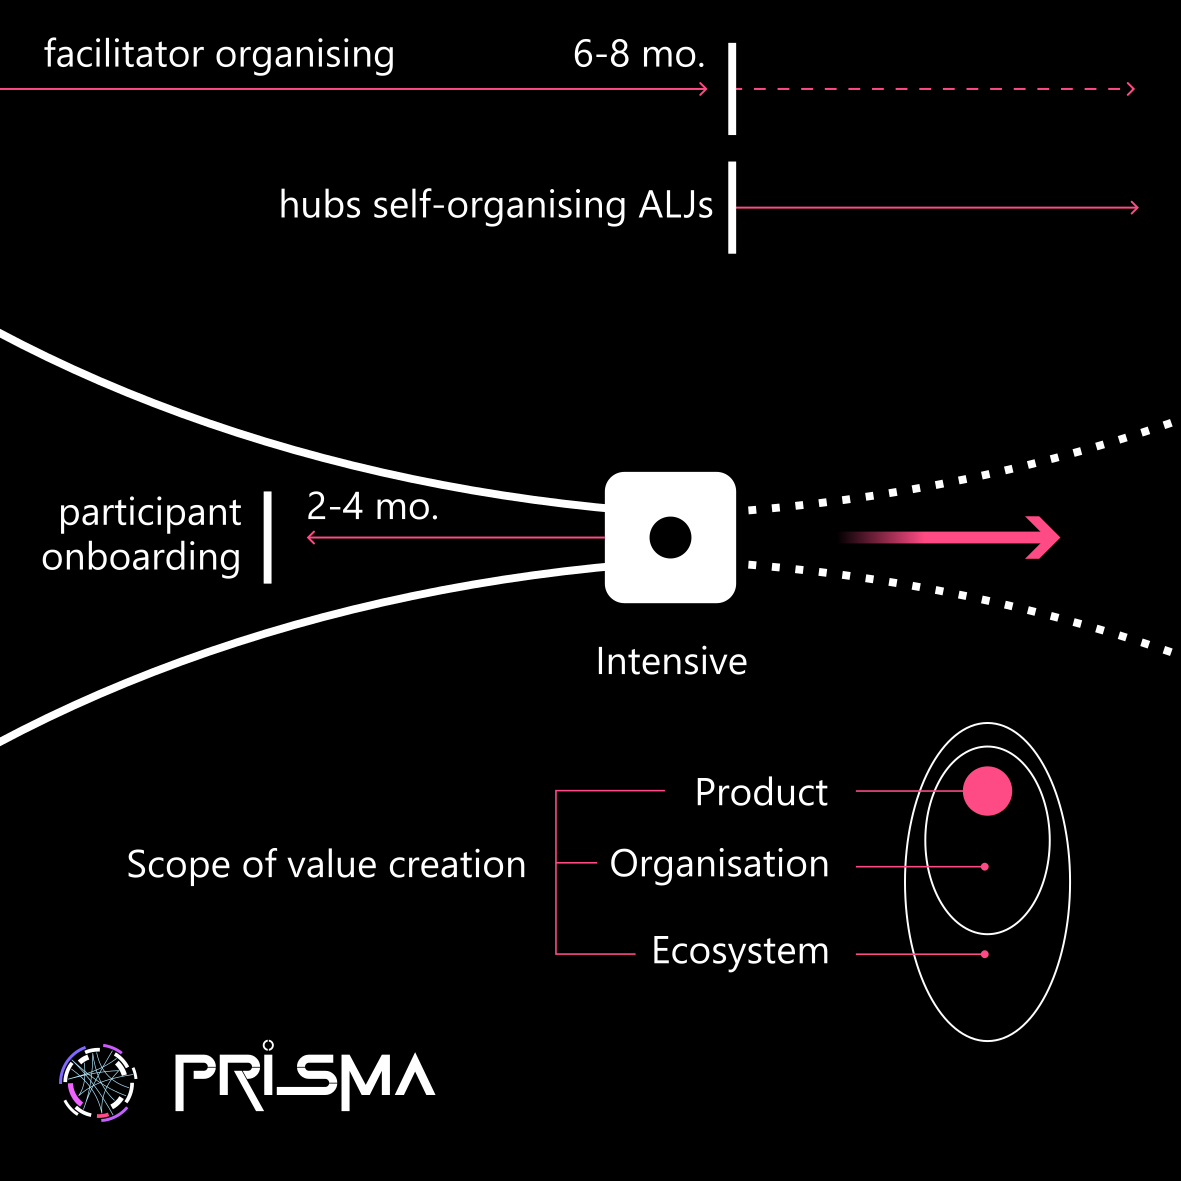 facilitator organising 6-8 mo.
hubs self-organising ALJs
participant
onboarding
2-4 mo.
Intensive
Product
Scope of value creation
Organisation
Ecosystem
PRISMA